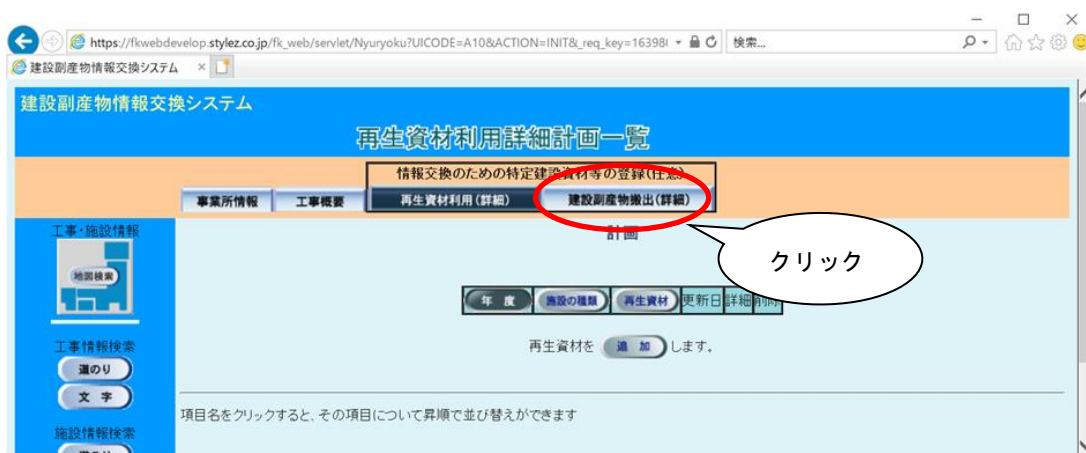 https://fkwebdevelop.stylez.co.jp/fk_web/servlet/Nyuryoku?UICODE=A10&ACTION=INIT&_req_key=16398
検索...
建設副産物情報交換システム
建設副産物情報交換システム
再生資材利用詳細計画一覧
情報交換のための特定建設資材等の登録(任意)
事業所情報 工事概要 再生資材利用(詳細) 建設副産物搬出(詳細)
工事・施設情報
計画
クリック
地図検索
年 度 施設の種類 再生資材 更新日 詳細 削除
工事情報検索
再生資材を 追 加 します。
道のり
文 字
項目名をクリックすると、その項目について昇順で並び替えができます
施設情報検索
道のり